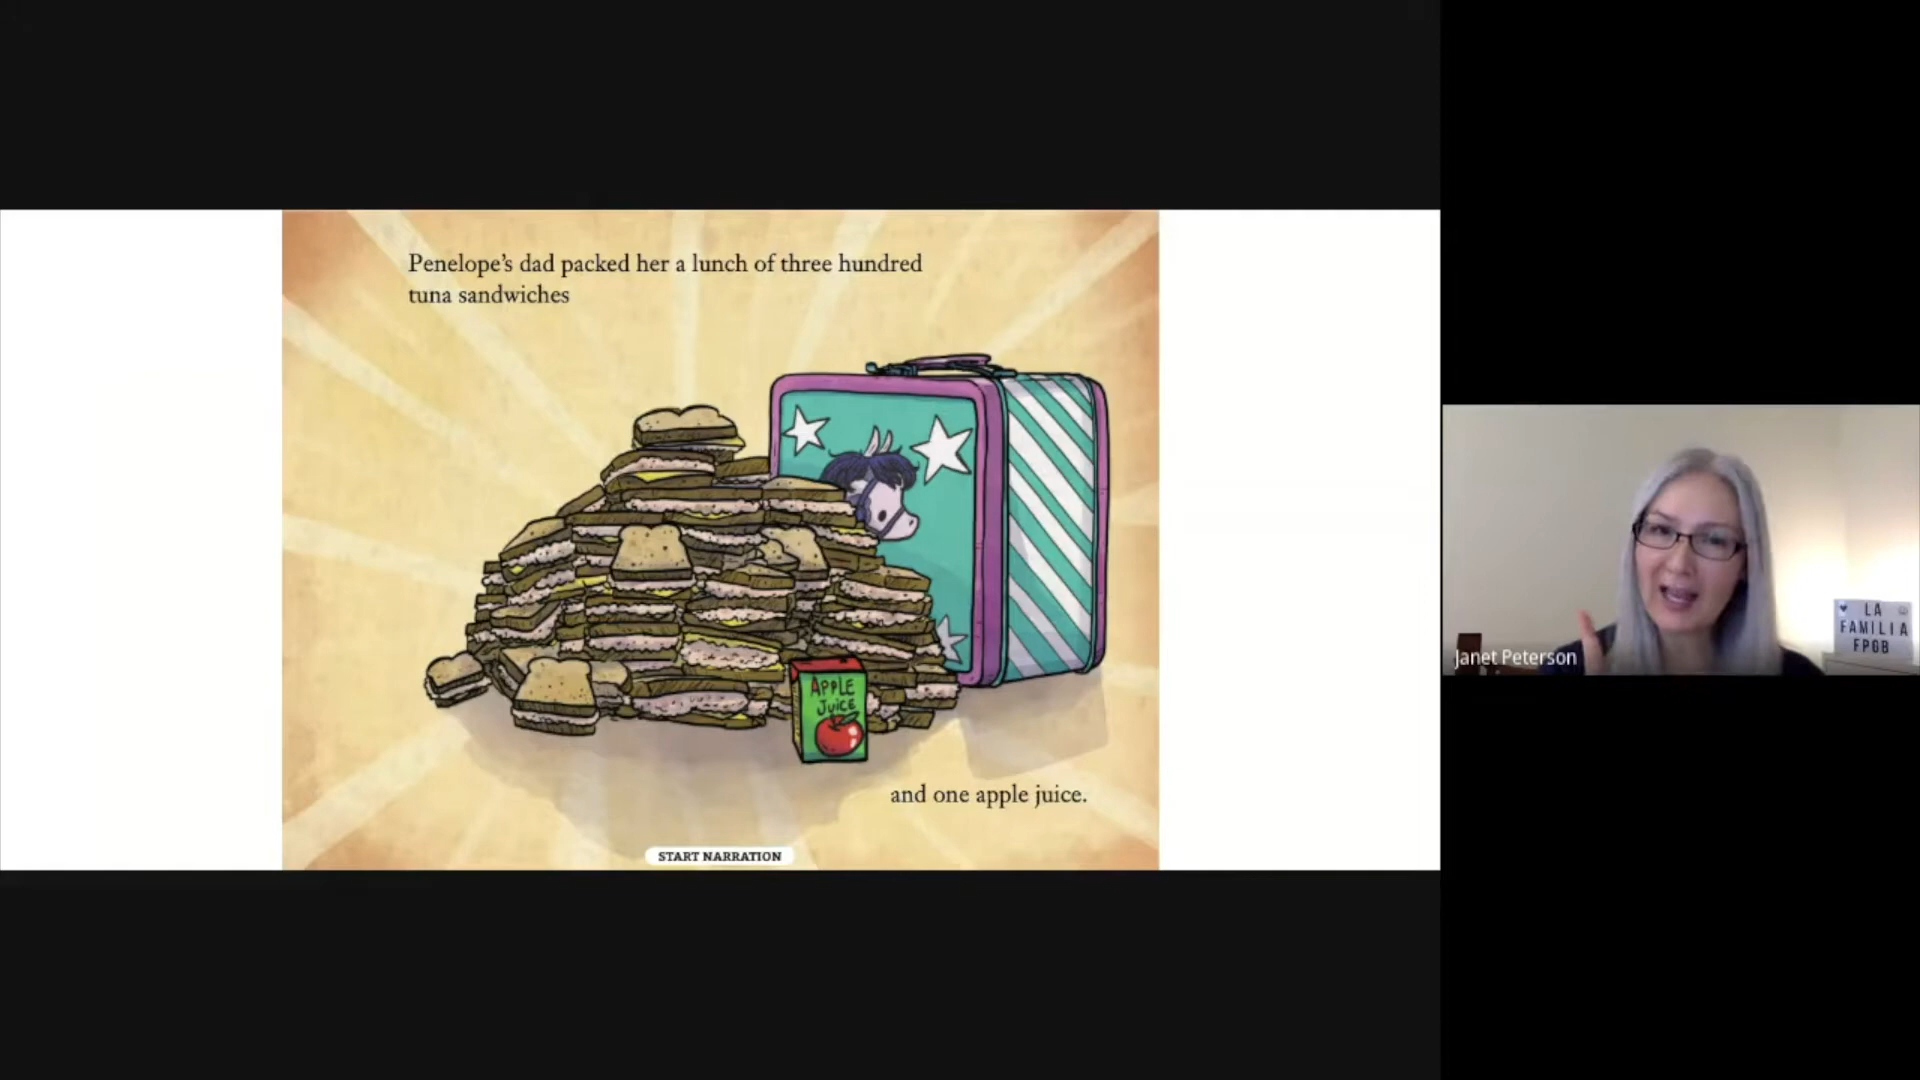 Penelope's dad packed her a lunch of three hundred
tuna sandwiches
APPLE
JUICE
and one apple juice.
START NARRATION
Janet Peterson
LA
FAMILIA
FPGB